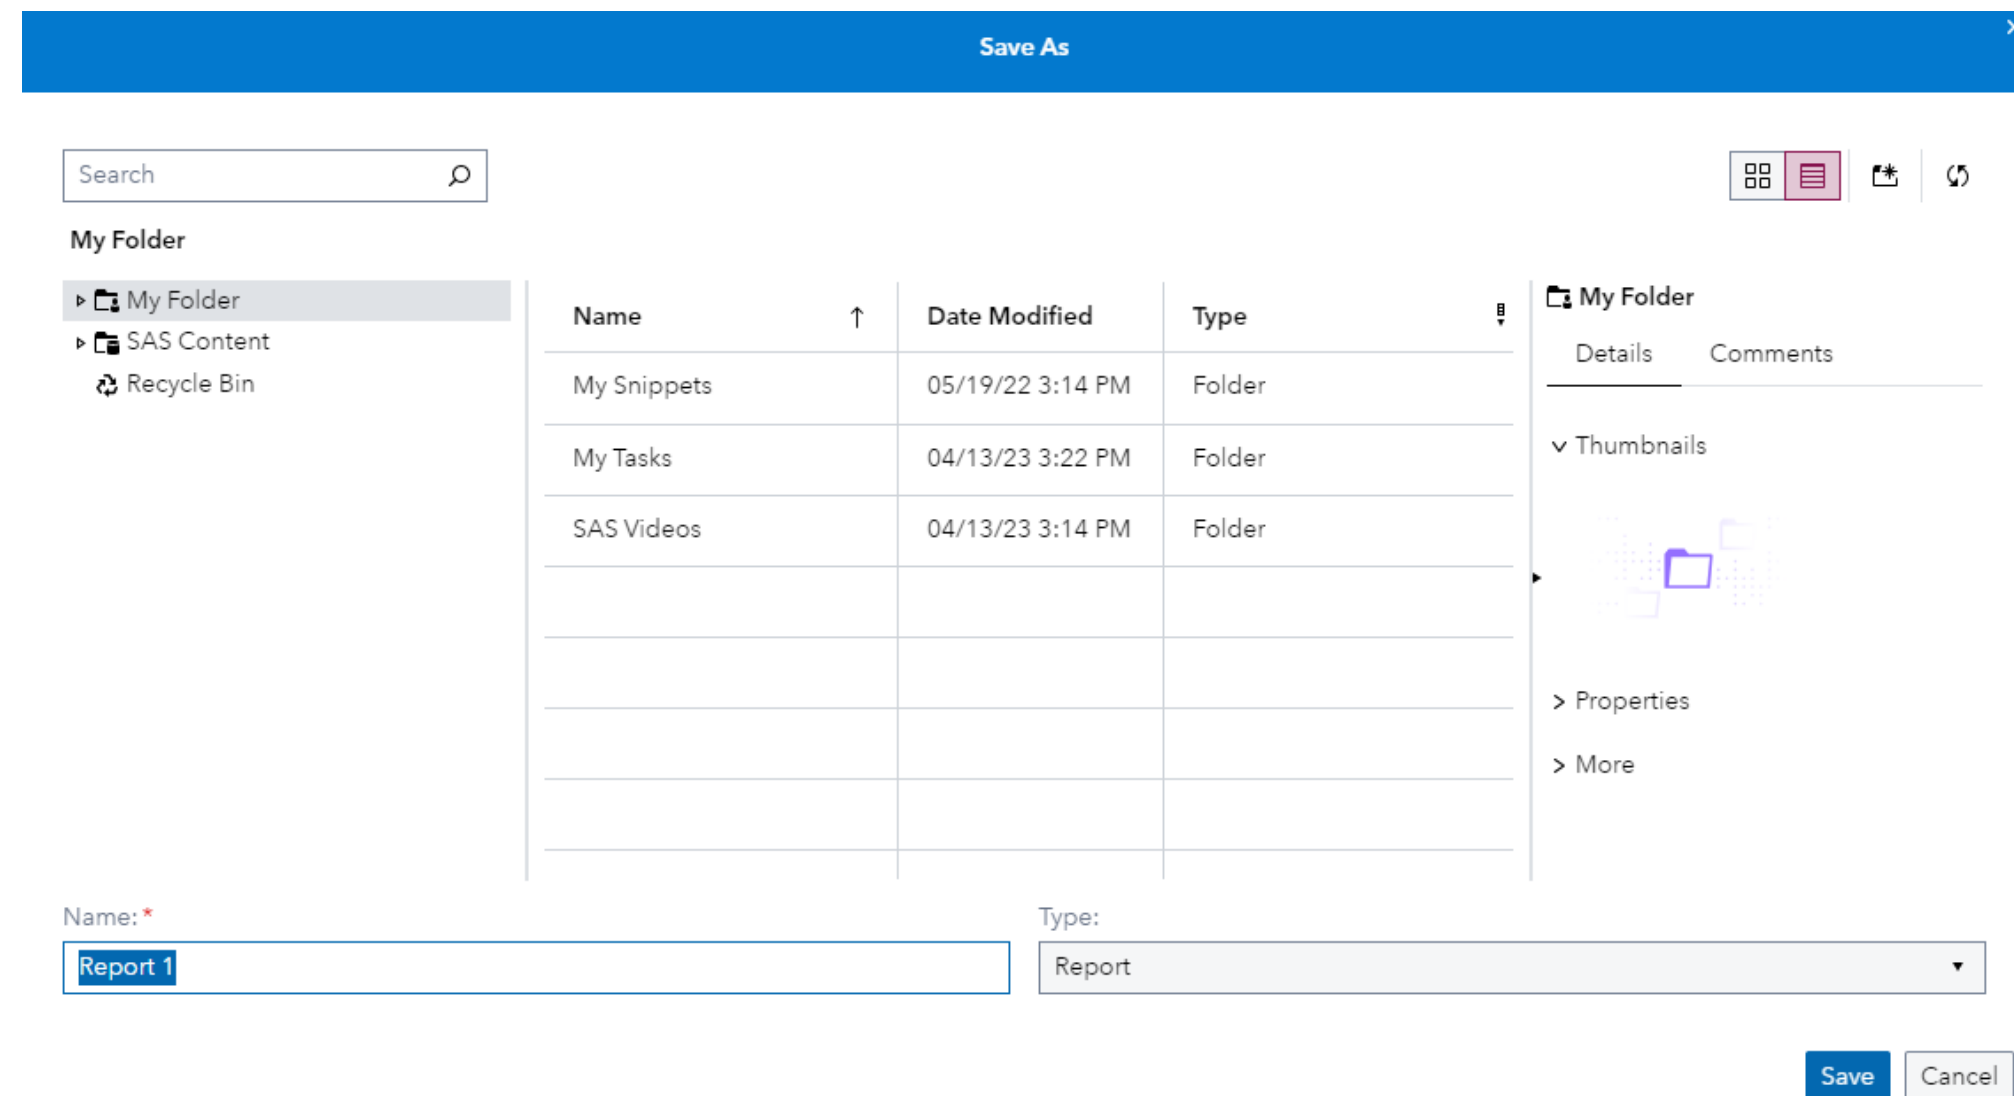 Save As
Search
My Folder
My Folder
SAS Content
Recycle Bin
Name Date Modified Type
My Snippets 05/19/22 3:14 PM Folder
My Tasks 04/13/23 3:22 PM Folder
SAS Videos 04/13/23 3:14 PM Folder
My Folder
Details Comments
Thumbnails
Properties
More
Name: * Type:
Report 1 Report
Save Cancel